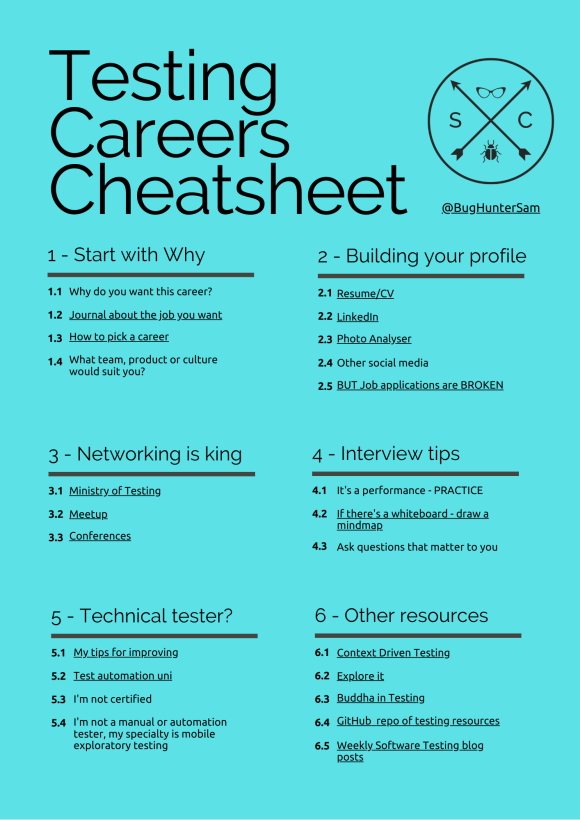 Testing
Careers
Cheatsheet
S C
@BugHunterSam
1 - Start with Why
1.1 Why do you want this career?
1.2 Journal about the job you want
1.3 How to pick a career
1.4 What team, product or culture
would suit you?
2 - Building your profile
2.1 Resume/CV
2.2 LinkedIn
2.3 Photo Analyser
2.4 Other social media
2.5 BUT Job applications are BROKEN
3 - Networking is king
3.1 Ministry of Testing
3.2 Meetup
3.3 Conferences
4 - Interview tips
4.1 It's a performance - PRACTICE
4.2 If there's a whiteboard - draw a
mindmap
4.3 Ask questions that matter to you
5 - Technical tester?
5.1 My tips for improving
5.2 Test automation uni
5.3 I'm not certified
5.4 I'm not a manual or automation
tester, my specialty is mobile
exploratory testing
6 - Other resources
6.1 Context Driven Testing
6.2 Explore it
6.3 Buddha in Testing
6.4 GitHub repo of testing resources
6.5 Weekly Software Testing blog
posts